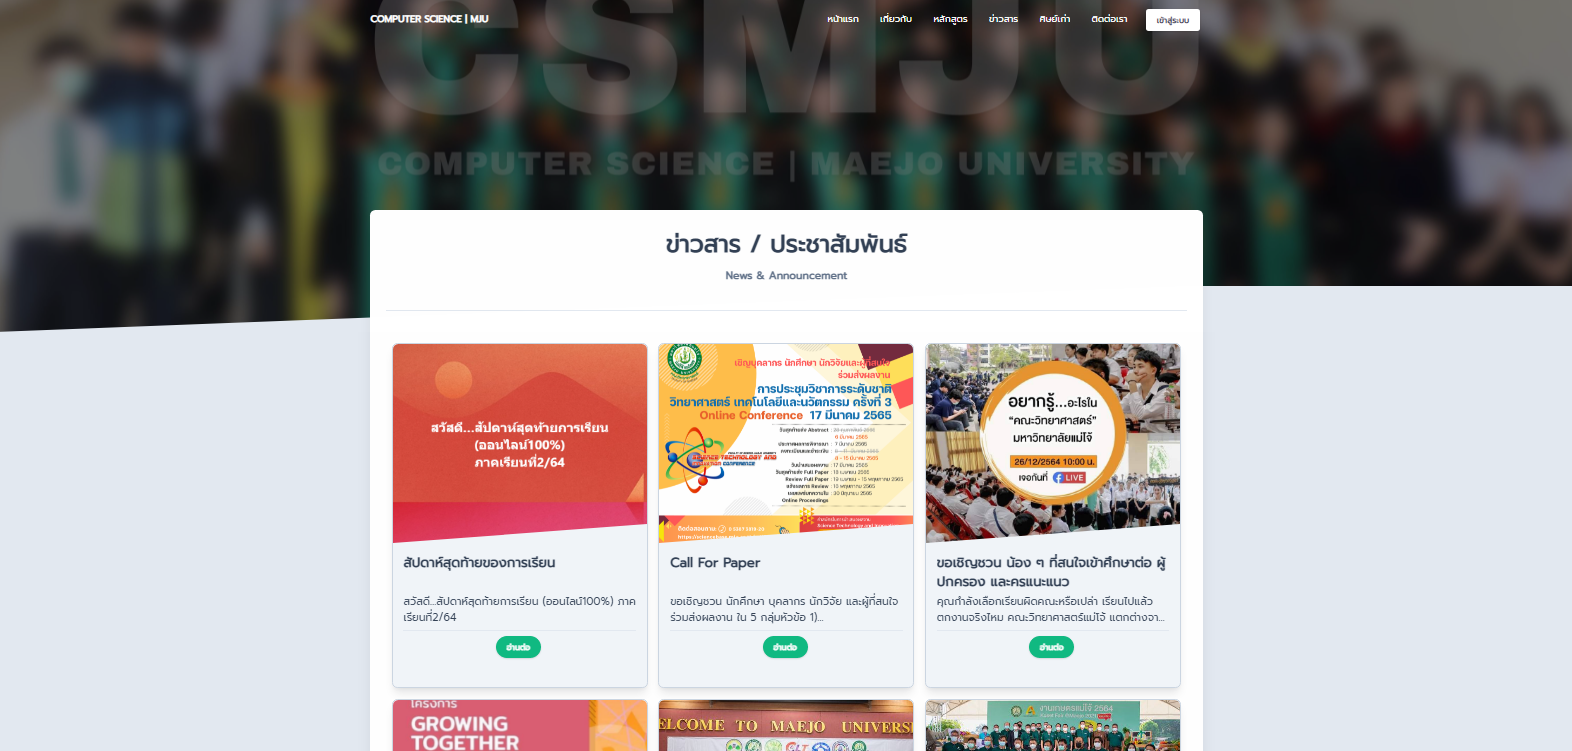 COMPUTER SCIENCE | MJU
หน้าแรก
เกี่ยวกับ
หลักสูตร
ข่าวสาร
ศิษย์เก่า
ติดต่อเรา
เข้าสู่ระบบ
CSMJU
COMPUTER SCIENCE | MAEJO UNIVERSITY
ข่าวสาร / ประชาสัมพันธ์
News & Announcement
สวัสดี...สัปดาห์สุดท้ายการเรียน
(ออนไลน์100%)
ภาคเรียนที่2/64
สัปดาห์สุดท้ายของการเรียน
สวัสดี...สัปดาห์สุดท้ายการเรียน (ออนไลน์100%) ภาค
เรียนที่2/64
อ่านต่อ
เชิญบุคลากร นักศึกษา นักวิจัยและผู้ที่สนใจ
ร่วมส่งผลงาน
การประชุมวิชาการระดับชาติ
วิทยาศาสตร์ เทคโนโลยีและนวัตกรรม ครั้งที่ 3
Online Conference 17 มีนาคม 2565
Call For Paper
ขอเชิญชวน นักศึกษา บุคลากร นักวิจัย และผู้ที่สนใจ
ร่วมส่งผลงาน ใน 5 กลุ่มหัวข้อ 1)...
อ่านต่อ
อยากรู้...อะไรใน
“คณะวิทยาศาสตร์”
มหาวิทยาลัยแม่โจ้
26/12/2564 10:00 น.
เจอกันที่ LIVE
ขอเชิญชวน น้อง ๆ ที่สนใจเข้าศึกษาต่อ ผู้
ปกครอง และครูแนะแนว
คุณกำลังเลือกเรียนผิดคณะหรือเปล่า เรียนไปแล้ว
ตกงานจริงไหม คณะวิทยาศาสตร์แม่โจ้ แตกต่างจา...
อ่านต่อ
โครงการ
GROWING
TOGETHER
WELCOME TO MAEJO UNIVERSI
งานเกษตรแม่โจ้ 2564